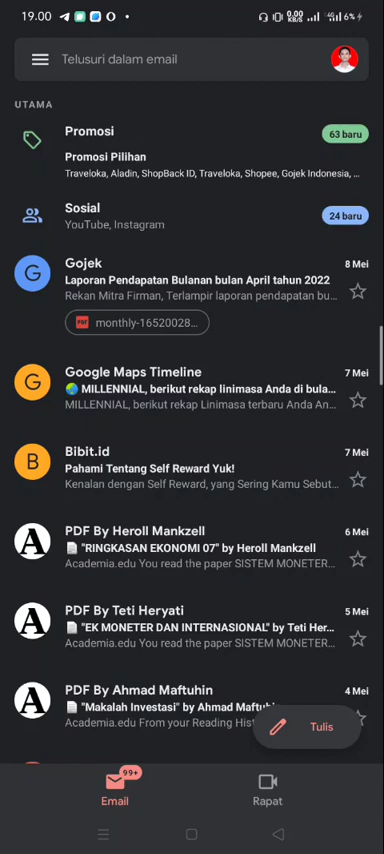 19.00 0.00 KB/S 4G 6%
Telusuri dalam email
UTAMA
Promosi 63 baru
Promosi Pilihan
Traveloka, Aladin, ShopBack ID, Traveloka, Shopee, Gojek Indonesia, ...
Sosial 24 baru
YouTube, Instagram
G Gojek 8 Mei
Laporan Pendapatan Bulanan bulan April tahun 2022
Rekan Mitra Firman, Terlampir laporan pendapatan bu...
PDF monthly-16520028...
G Google Maps Timeline 7 Mei
MILLENNIAL, berikut rekap linimasa Anda di bula...
MILLENNIAL, berikut rekap Linimasa terbaru Anda An...
B Bibit.id 7 Mei
Pahami Tentang Self Reward Yuk!
Kenalan dengan Self Reward, yang Sering Kamu Sebut...
A PDF By Heroll Mankzell 6 Mei
"RINGKASAN EKONOMI 07" by Heroll Mankzell
Academia.edu You read the paper SISTEM MONETER...
A PDF By Teti Heryati 5 Mei
"EK MONETER DAN INTERNASIONAL" by Teti Her...
Academia.edu You read the paper SISTEM MONETER...
A PDF By Ahmad Maftuhin 4 Mei
"Makalah Investasi" by Ahmad Maftuhin
Academia.edu From your Reading Hist
Tulis
99+
Email Rapat